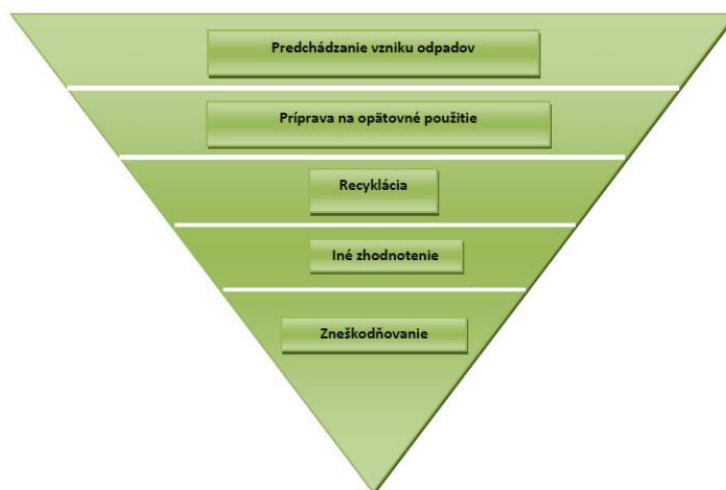 Predchádzanie vzniku odpadov
Príprava na opätovné použitie
Recyklácia
Iné zhodnotenie
Zneškodňovanie